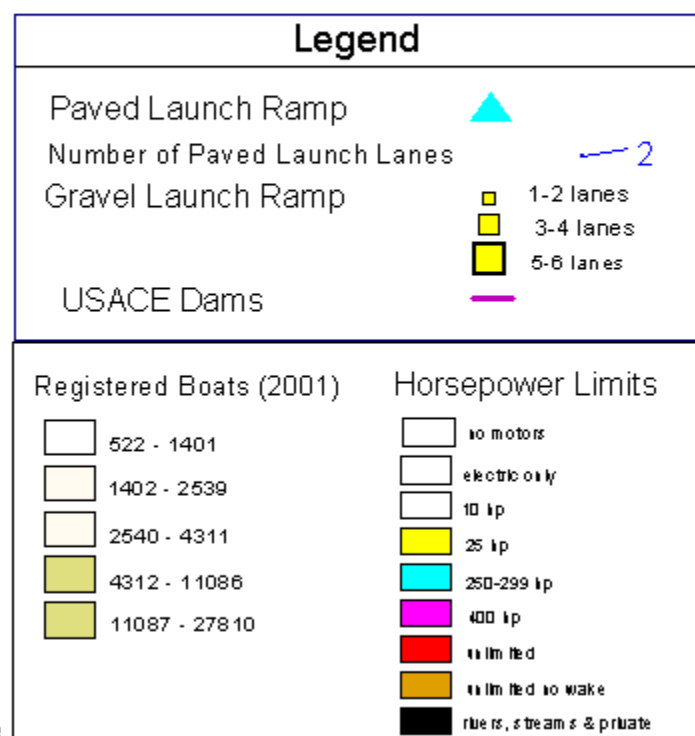 Legend
Paved Launch Ramp
Number of Paved Launch Lanes 2
Gravel Launch Ramp
1-2 lanes
3-4 lanes
5-6 lanes
USACE Dams
Registered Boats (2001)
522 - 1401
1402 - 2539
2540 - 4311
4312 - 11086
11087 - 27810
Horsepower Limits
no motors
electric only
10 hp
25 hp
250-299 hp
400 hp
unlimited
unlimited no wake
rivers, streams & private